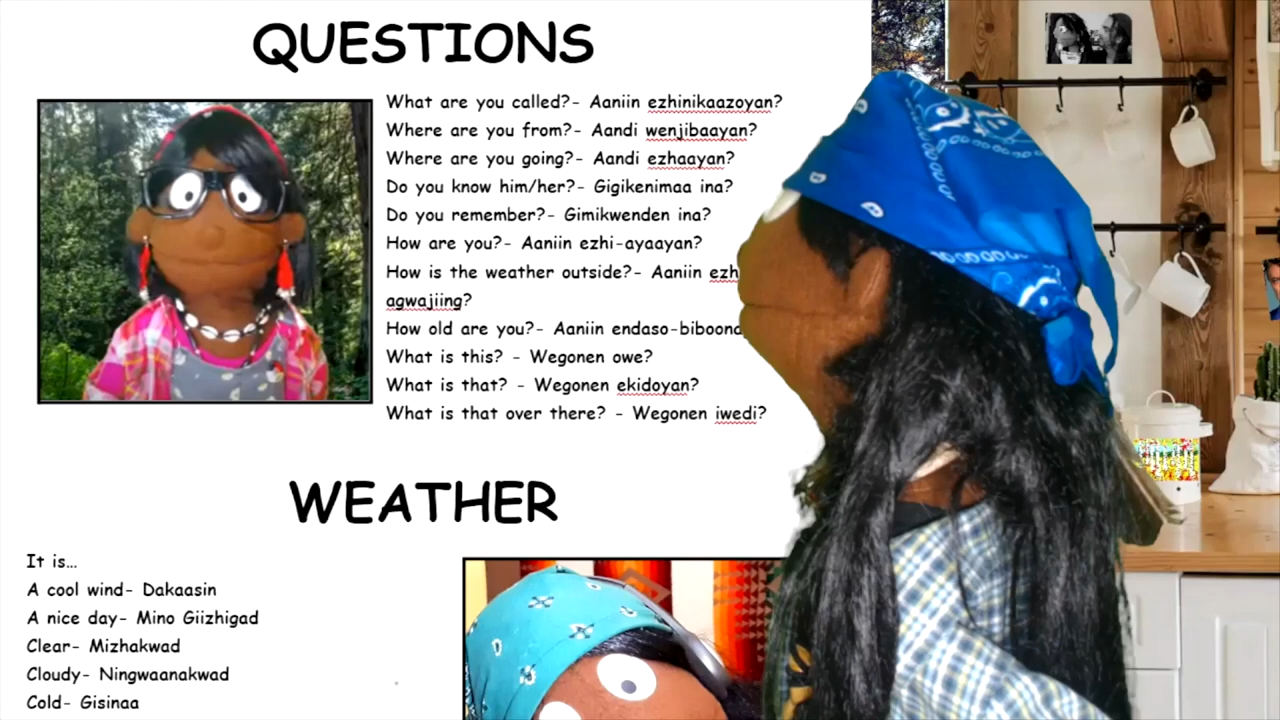 QUESTIONS
What are you called?- Aaniin ezhinikaazoyan?
Where are you from?- Aandi wenjibaayan?
Where are you going?- Aandi ezhaayan?
Do you know him/her?- Gigikenimaa ina?
Do you remember?- Gimikwenden ina?
How are you?- Aaniin ezhi-ayaayan?
How is the weather outside?- Aaniin
agwajiing?
How old are you?- Aaniin
What is this? - Wegonen owe?
What is that? - Wegonen ekidoyan?
What is that over there? - Wegonen iwedi?
WEATHER
It is...
A cool wind- Dakaasin
A nice day- Mino Giizhigad
Clear- Mizhakwad
Cloudy- Ningwaanakwad
Cold- Gisinaa